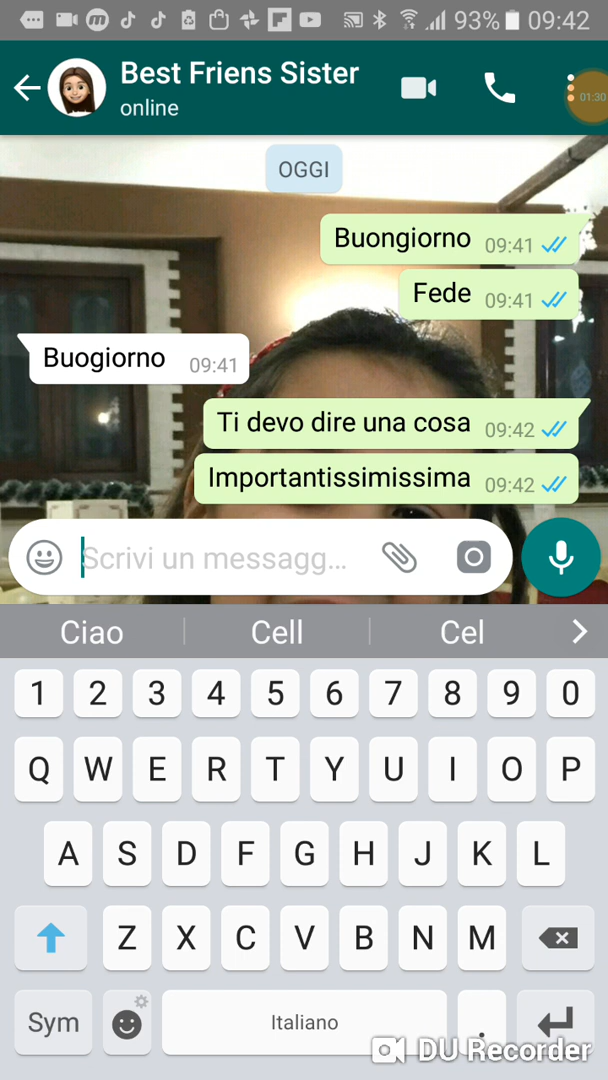 93% 09:42
Best Friens Sister
online
01:30
OGGI
Buongiorno 09:41
Fede 09:41
Buogiorno 09:41
Ti devo dire una cosa 09:42
Importantissimissima 09:42
Scrivi un messagg...
Ciao Cell Cel
1 2 3 4 5 6 7 8 9 0
Q W E R T Y U I O P
A S D F G H J K L
Z X C V B N M
Sym Italiano .
DU Recorder